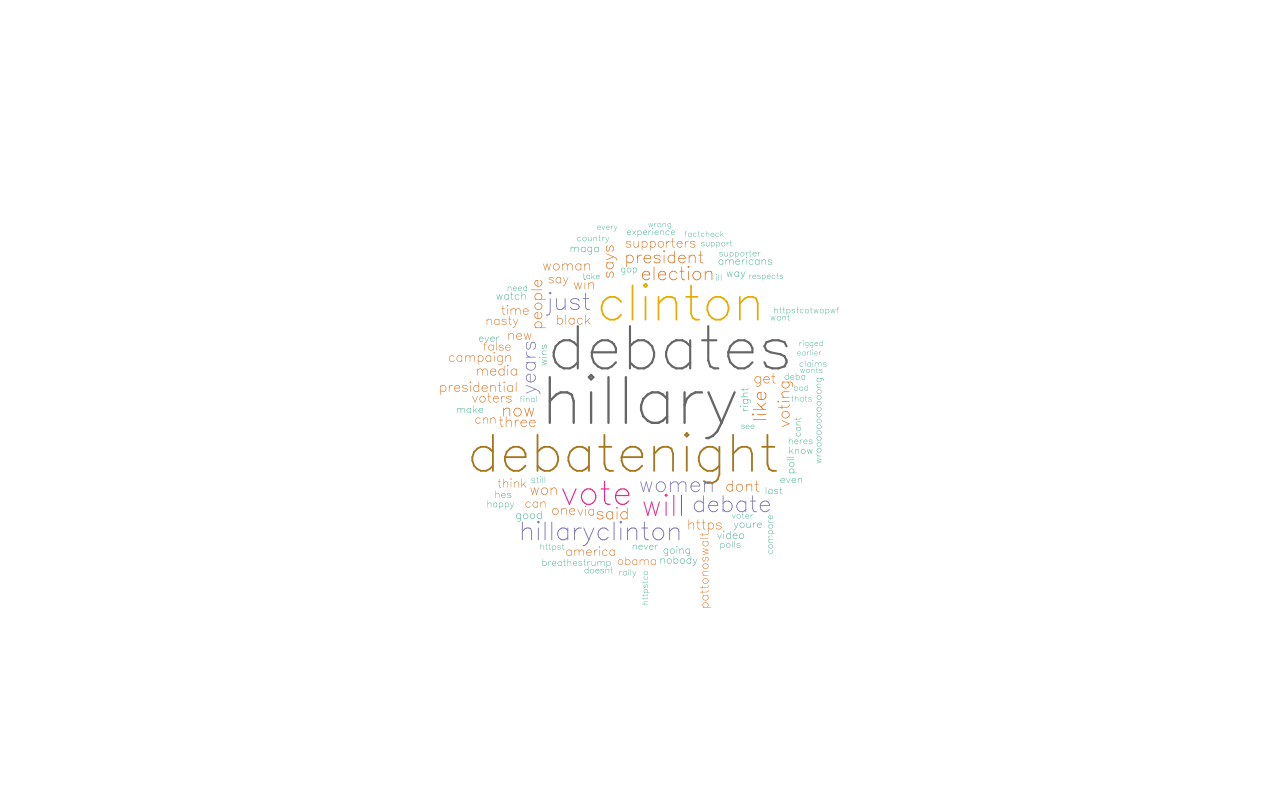 wrong
every
experience
factcheck
country
supporters
support
maga
says
president
supporter
americans
woman
take
gop
election
ill
way
respects
say
win
need
watch
people
just
clinton
httpstcotwopwf
want
time
nasty
black
debates
new
ever
false
years
wins
rigged
earlier
campaign
claims
media
wants
get
deba
presidential
hillary
like
voting
bad
thats
wroooooooooooong
voters
final
right
make
now
cnn
three
see
cant
heres
know
debatenight
poll
even
think
still
won
hes
vote
women
dont
last
happy
can
will
debate
good
onevia
said
voter
youre
https
compare
hillaryclinton
video
httpst
america
never
going
polls
breathestrump
obama
nobody
pattonoswalt
doesnt
rally
httpstco